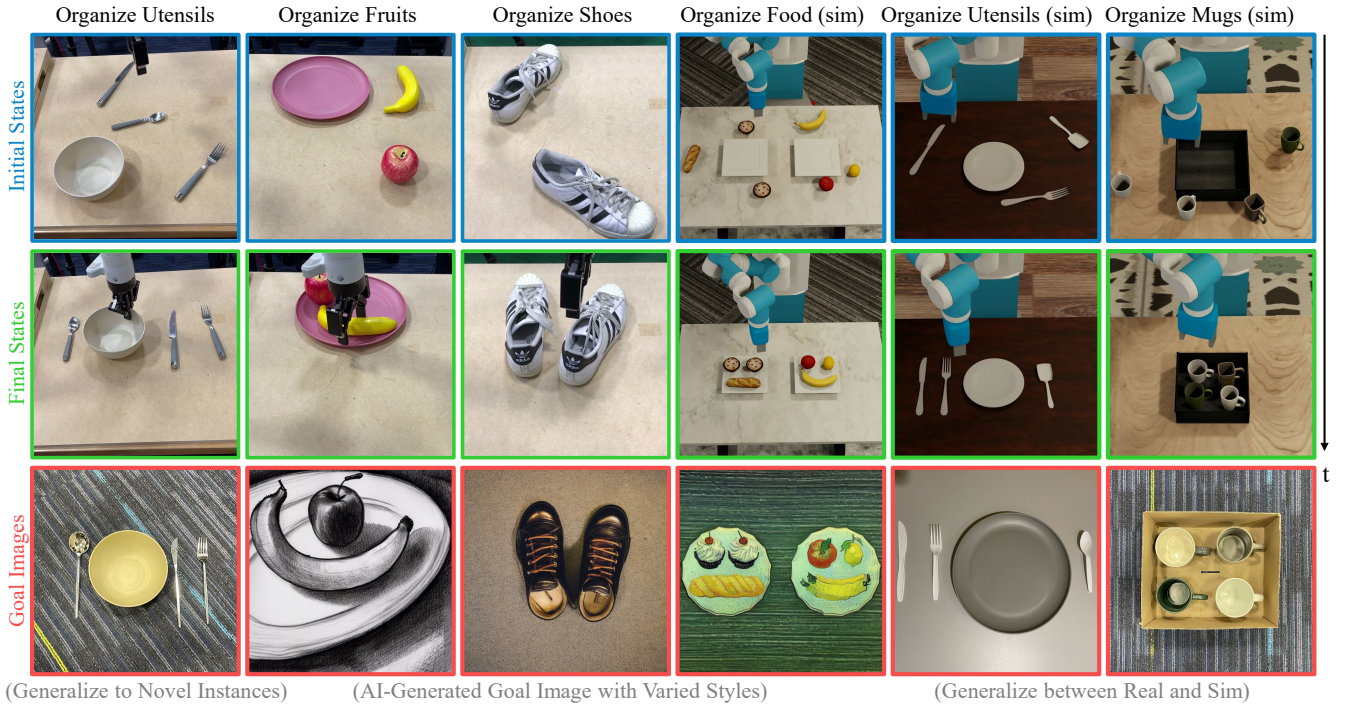 Organize Utensils
Organize Fruits
Organize Shoes
Organize Food (sim)
Organize Utensils (sim)
Organize Mugs (sim)
Initial States
Final States
Goal Images
t
(Generalize to Novel Instances)
(AI-Generated Goal Image with Varied Styles)
(Generalize between Real and Sim)